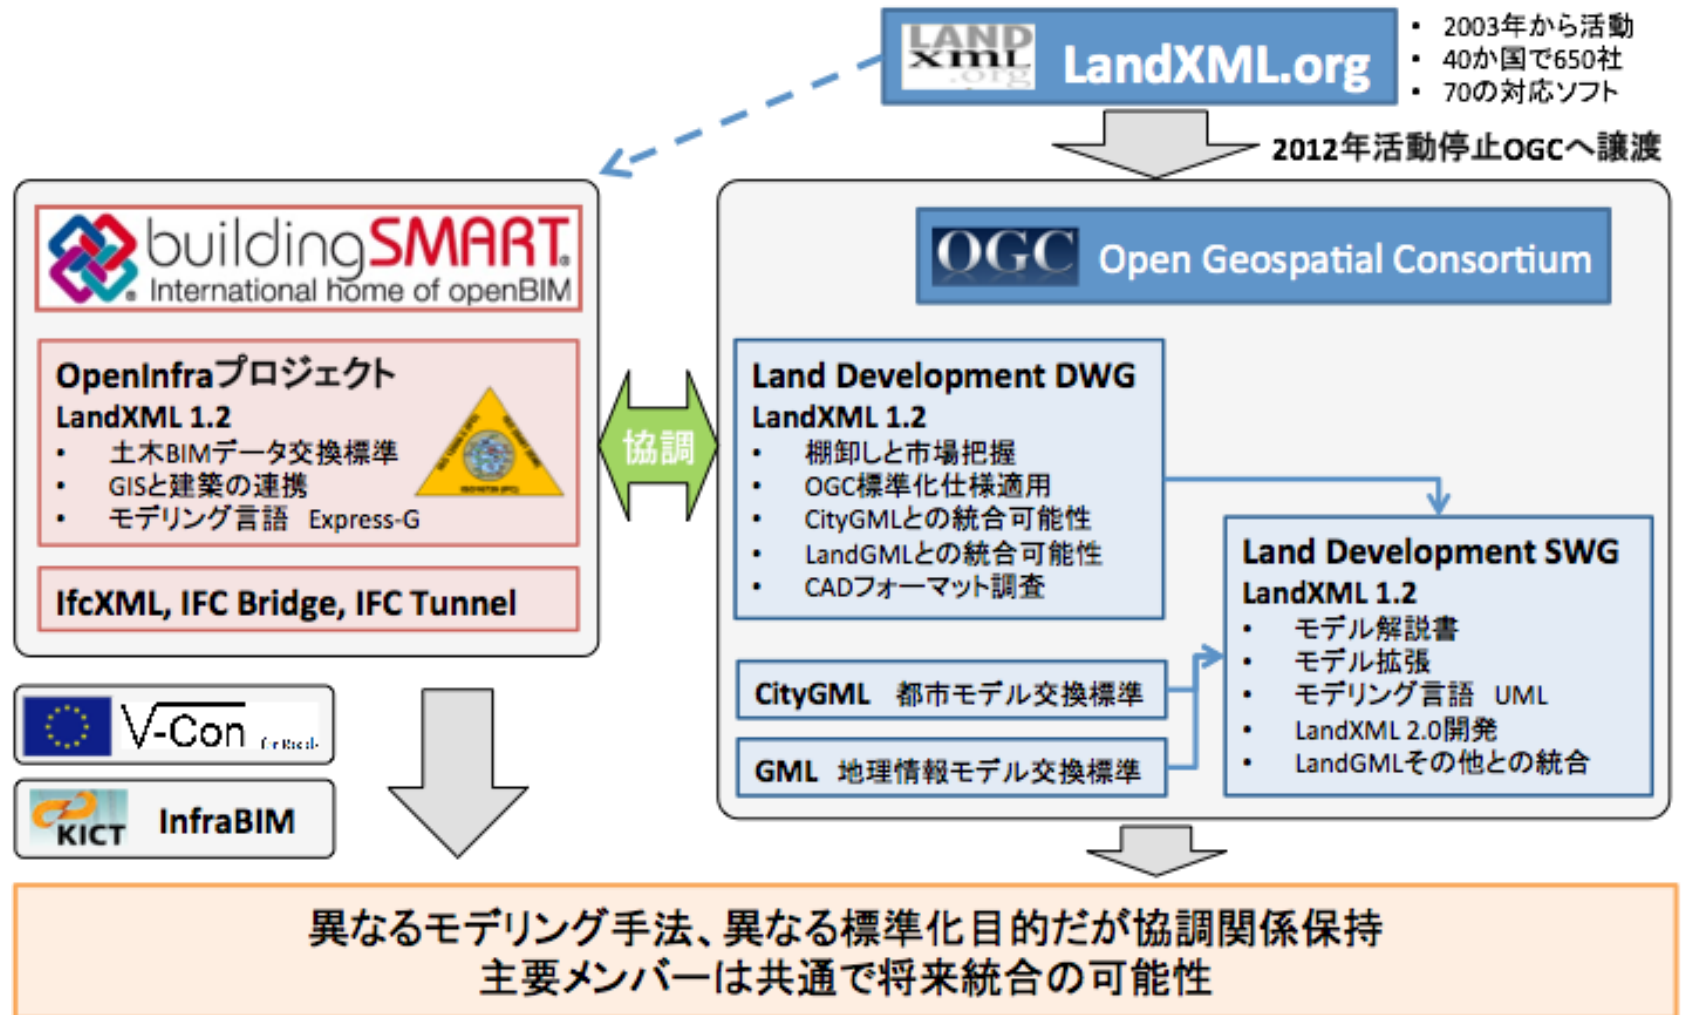 LAND
xml
.org
LandXML.org
• 2003年から活動
• 40か国で650社
• 70の対応ソフト
2012年活動停止OGCへ譲渡
buildingSMART®
International home of openBIM
OpenInfraプロジェクト
LandXML 1.2
• 土木BIMデータ交換標準
• GISと建築の連携
• モデリング言語 Express-G
IfcXML, IFC Bridge, IFC Tunnel
協調
OGC Open Geospatial Consortium
Land Development DWG
LandXML 1.2
• 棚卸しと市場把握
• OGC標準化仕様適用
• CityGMLとの統合可能性
• LandGMLとの統合可能性
• CADフォーマット調査
CityGML 都市モデル交換標準
GML 地理情報モデル交換標準
Land Development SWG
LandXML 1.2
• モデル解説書
• モデル拡張
• モデリング言語 UML
• LandXML 2.0開発
• LandGMLその他との統合
V-Con
KICT InfraBIM
異なるモデリング手法、異なる標準化目的だが協調関係保持
主要メンバーは共通で将来統合の可能性